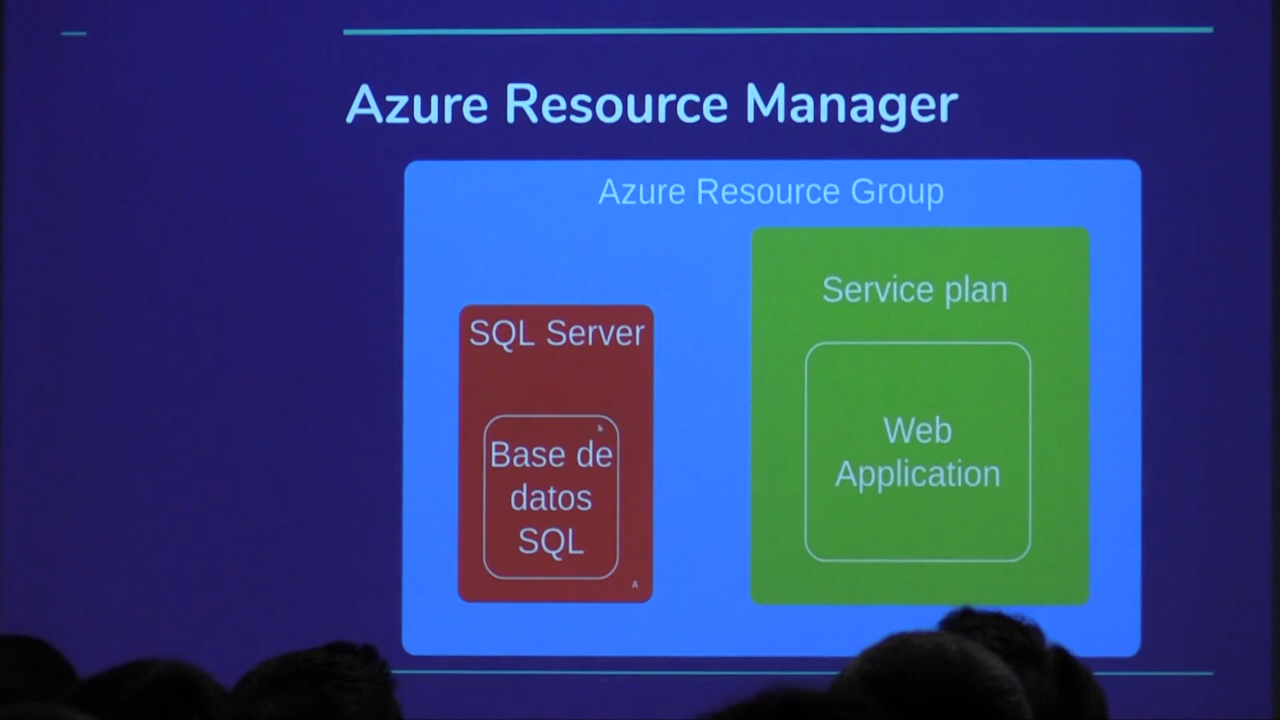 Azure Resource Manager
Azure Resource Group
Service plan
SQL Server
Web
Application
Base de
datos
SQL
A